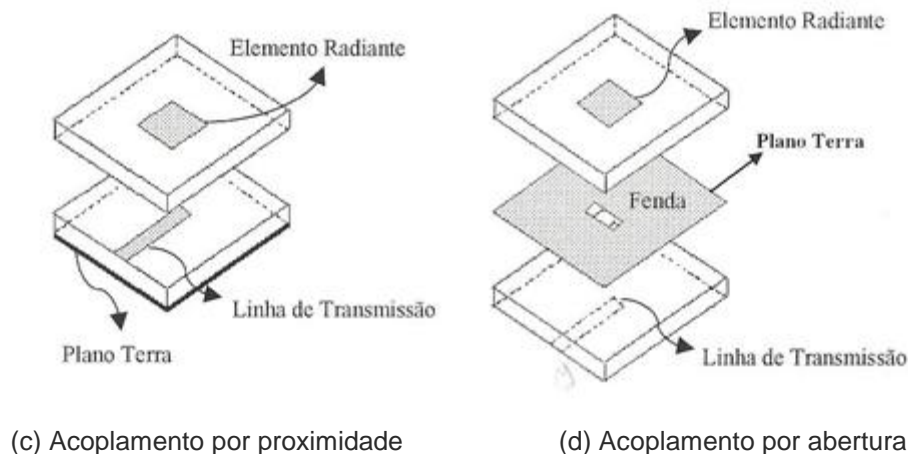 Elemento Radiante
Linha de Transmissão
Plano Terra
(c) Acoplamento por proximidade
Elemento Radiante
Plano Terra
Fenda
Linha de Transmissão
(d) Acoplamento por abertura